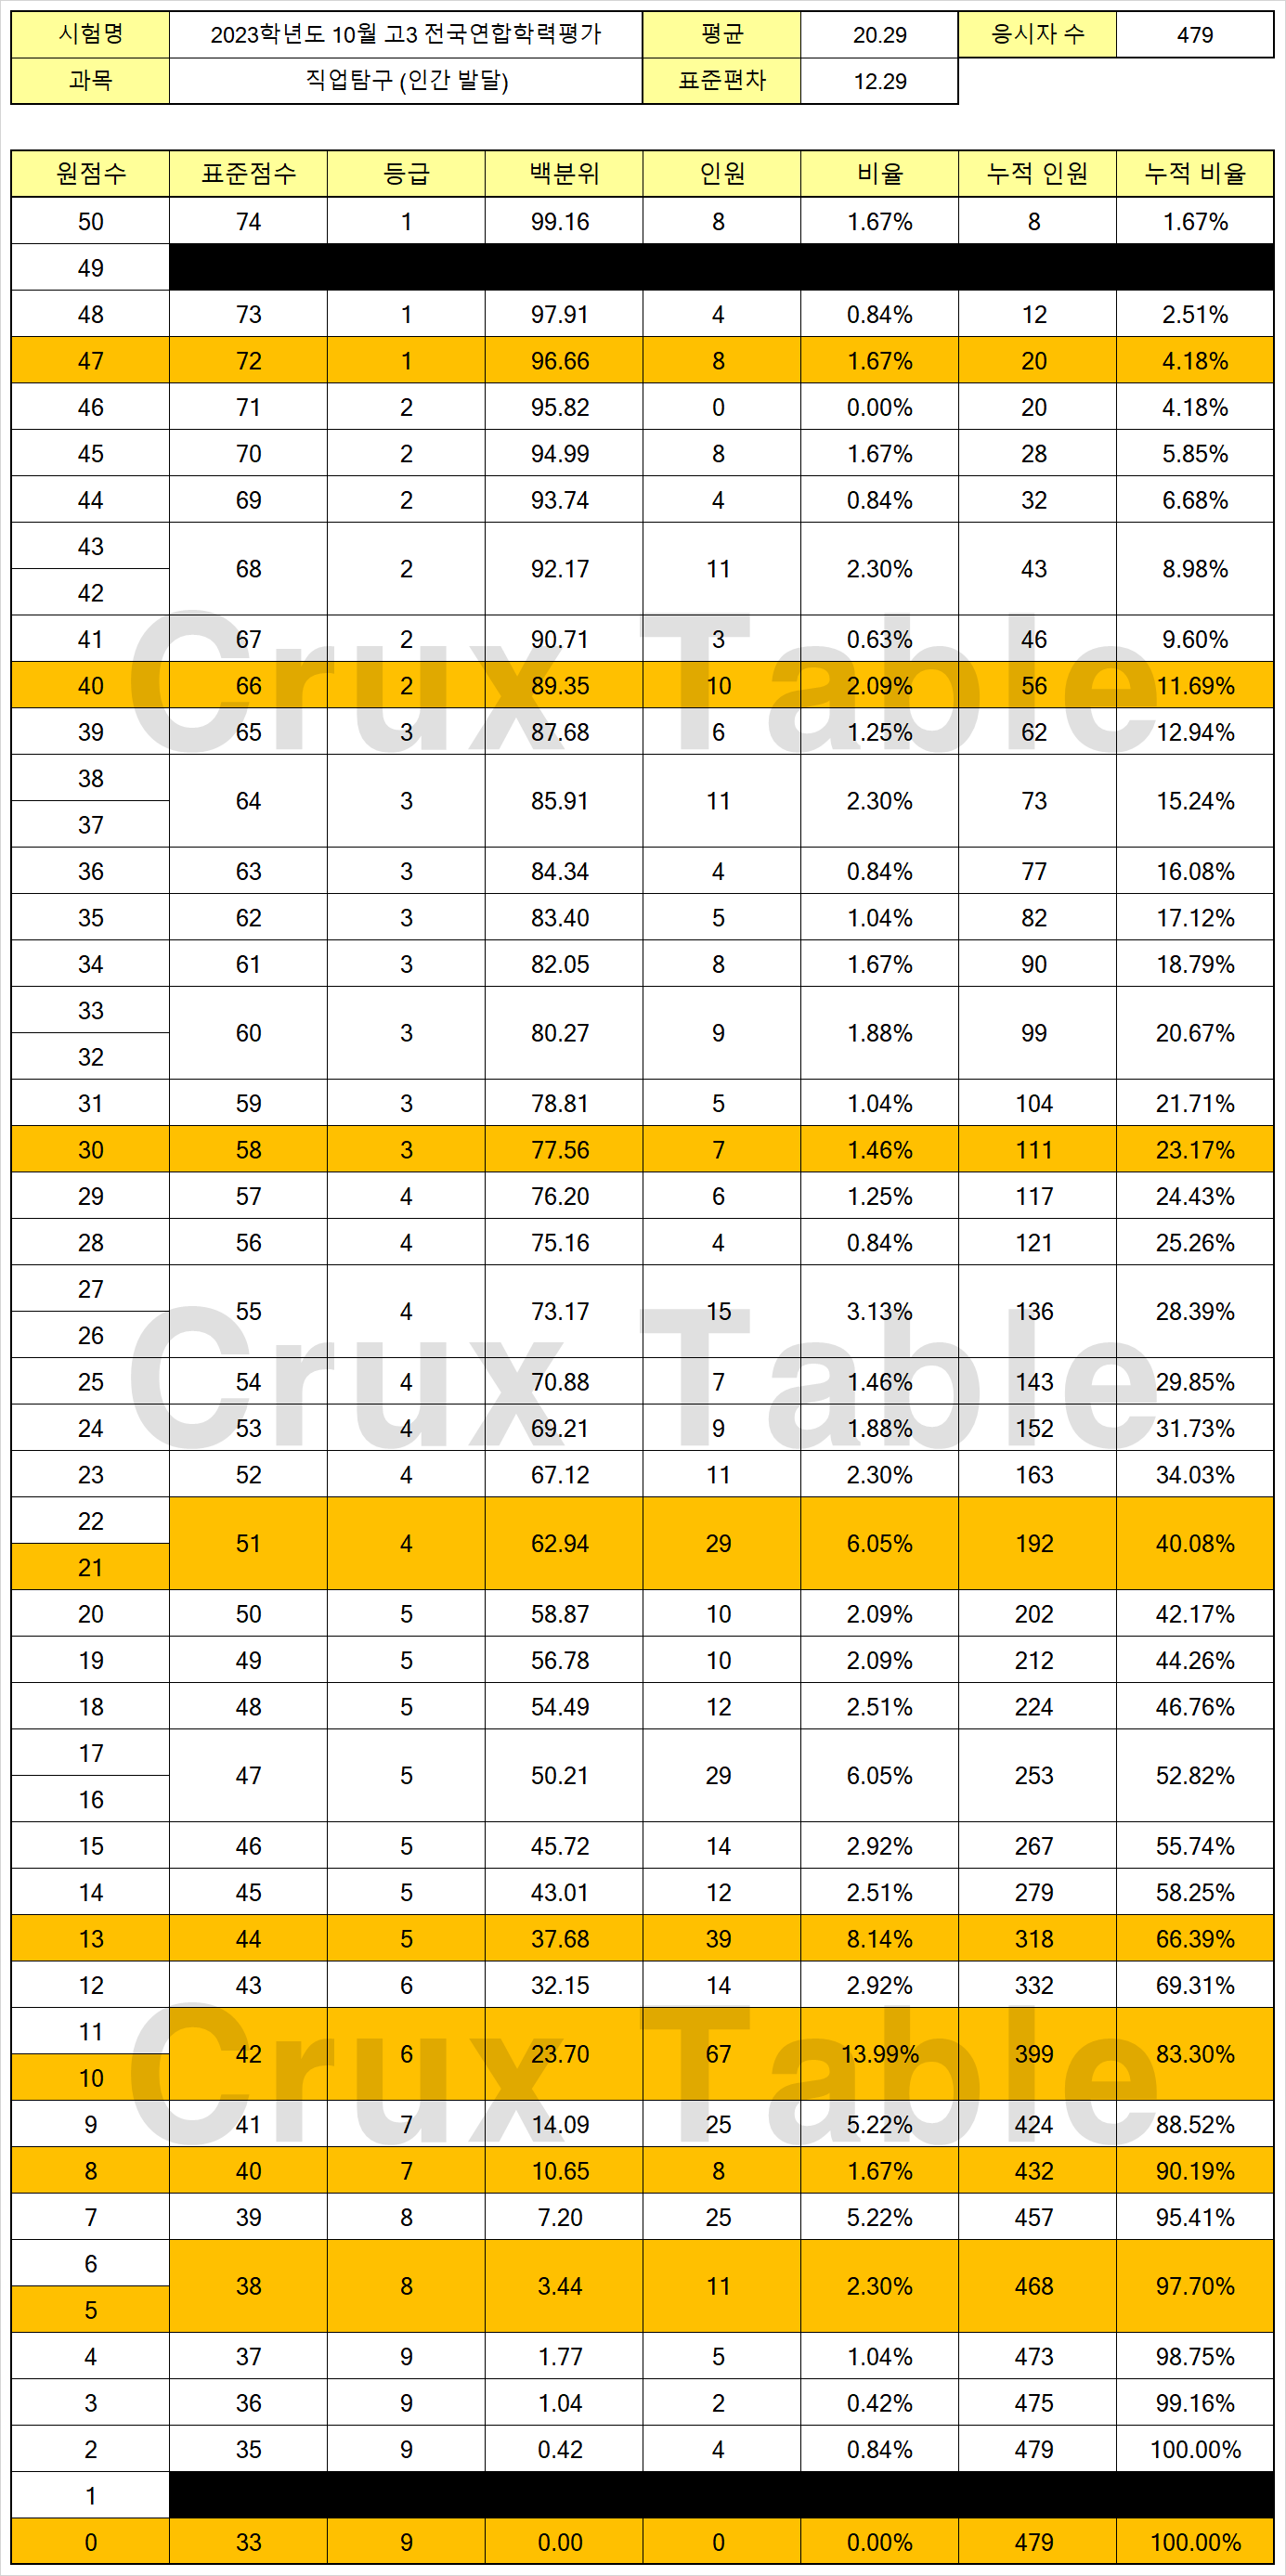 시험명 2023학년도 10월 고3 전국연합학력평가 평균 20.29 응시자 수 479
과목 직업탐구 (인간 발달) 표준편차 12.29
원점수 표준점수 등급 백분위 인원 비율 누적 인원 누적 비율
50 74 1 99.16 8 1.67% 8 1.67%
49
48 73 1 97.91 4 0.84% 12 2.51%
47 72 1 96.66 8 1.67% 20 4.18%
46 71 2 95.82 0 0.00% 20 4.18%
45 70 2 94.99 8 1.67% 28 5.85%
44 69 2 93.74 4 0.84% 32 6.68%
43
68 2 92.17 11 2.30% 43 8.98%
42
41 67 2 90.71 3 0.63% 46 9.60%
Crux Table
40 66 2 89.35 10 2.09% 56 11.69%
39 65 3 87.68 6 1.25% 62 12.94%
38
64 3 85.91 11 2.30% 73 15.24%
37
36 63 3 84.34 4 0.84% 77 16.08%
35 62 3 83.40 5 1.04% 82 17.12%
34 61 3 82.05 8 1.67% 90 18.79%
33
60 3 80.27 9 1.88% 99 20.67%
32
31 59 3 78.81 5 1.04% 104 21.71%
30 58 3 77.56 7 1.46% 111 23.17%
29 57 4 76.20 6 1.25% 117 24.43%
28 56 4 75.16 4 0.84% 121 25.26%
27
55 4 73.17 15 3.13% 136 28.39%
26
Crux Table
25 54 4 70.88 7 1.46% 143 29.85%
24 53 4 69.21 9 1.88% 152 31.73%
23 52 4 67.12 11 2.30% 163 34.03%
22
51 4 62.94 29 6.05% 192 40.08%
21
20 50 5 58.87 10 2.09% 202 42.17%
19 49 5 56.78 10 2.09% 212 44.26%
18 48 5 54.49 12 2.51% 224 46.76%
17
47 5 50.21 29 6.05% 253 52.82%
16
15 46 5 45.72 14 2.92% 267 55.74%
14 45 5 43.01 12 2.51% 279 58.25%
13 44 5 37.68 39 8.14% 318 66.39%
12 43 6 32.15 14 2.92% 332 69.31%
11
42 6 23.70 67 13.99% 399 83.30%
10
Crux Table
9 41 7 14.09 25 5.22% 424 88.52%
8 40 7 10.65 8 1.67% 432 90.19%
7 39 8 7.20 25 5.22% 457 95.41%
6
38 8 3.44 11 2.30% 468 97.70%
5
4 37 9 1.77 5 1.04% 473 98.75%
3 36 9 1.04 2 0.42% 475 99.16%
2 35 9 0.42 4 0.84% 479 100.00%
1
0 33 9 0.00 0 0.00% 479 100.00%